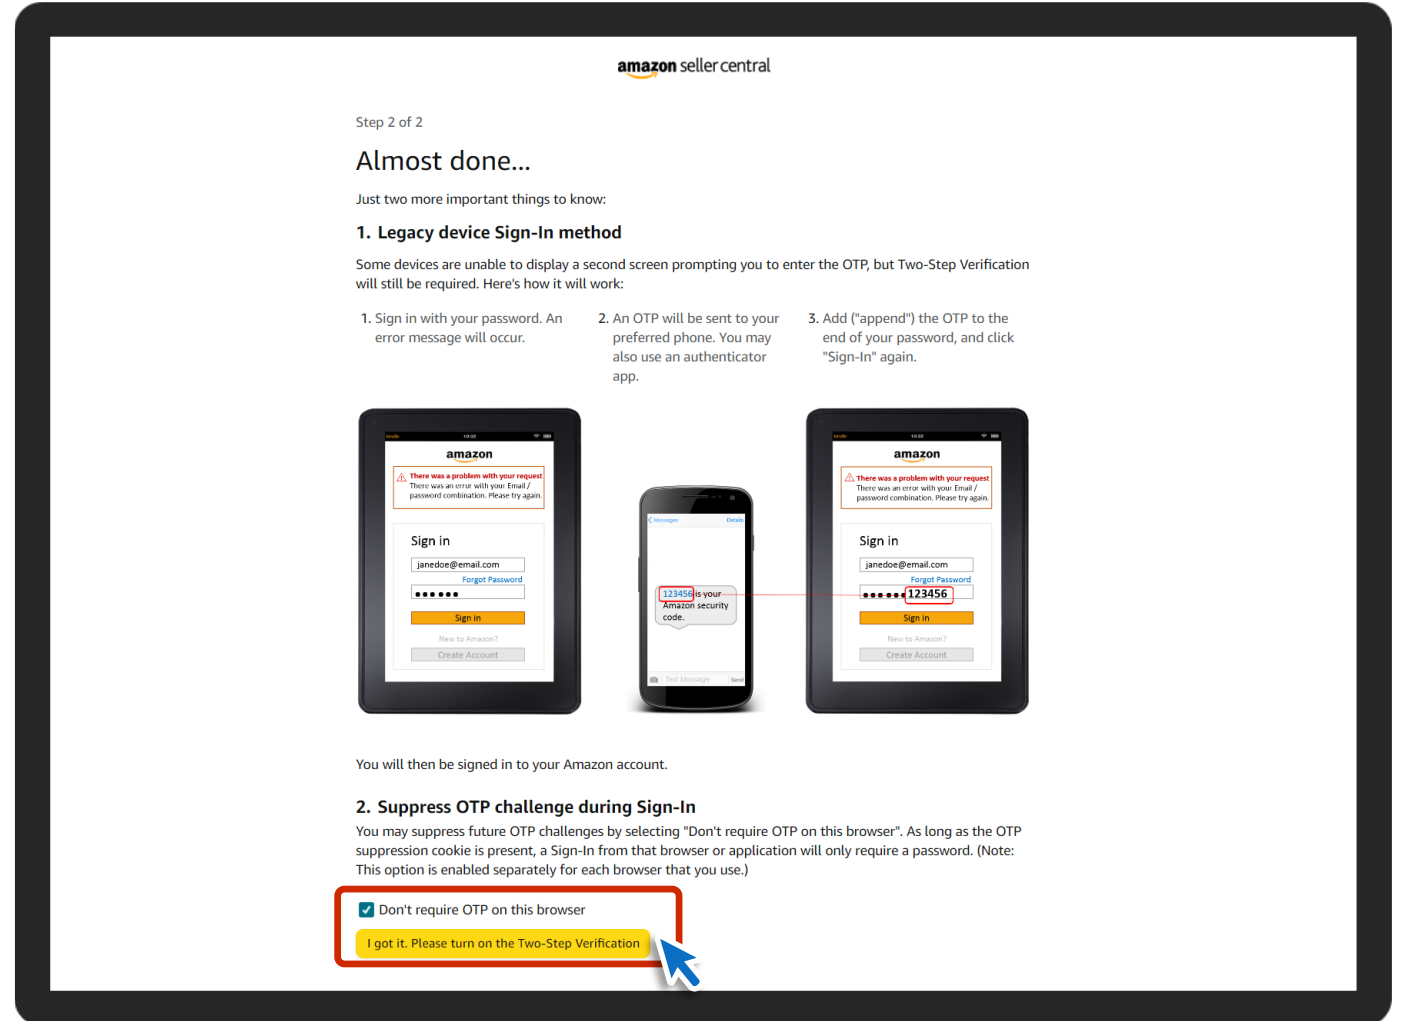 amazon seller central
Step 2 of 2
Almost done...
Just two more important things to know:
1. Legacy device Sign-In method
Some devices are unable to display a second screen prompting you to enter the OTP, but Two-Step Verification
will still be required. Here's how it will work:
1. Sign in with your password. An
error message will occur.
2. An OTP will be sent to your
preferred phone. You may
also use an authenticator
app.
3. Add ("append") the OTP to the
end of your password, and click
"Sign-In" again.
kindle 10:32
amazon
There was a problem with your request
There was an error with your Email /
password combination. Please try again.
Sign in
janedoe@email.com
Forgot Password
Sign in
New to Amazon?
Create Account
Messages Details
123456 is your
Amazon security
code.
Text Message Send
kindle 10:32
amazon
There was a problem with your request
There was an error with your Email /
password combination. Please try again.
Sign in
janedoe@email.com
Forgot Password
123456
Sign in
New to Amazon?
Create Account
You will then be signed in to your Amazon account.
2. Suppress OTP challenge during Sign-In
You may suppress future OTP challenges by selecting "Don't require OTP on this browser". As long as the OTP
suppression cookie is present, a Sign-In from that browser or application will only require a password. (Note:
This option is enabled separately for each browser that you use.)
Don't require OTP on this browser
I got it. Please turn on the Two-Step Verification